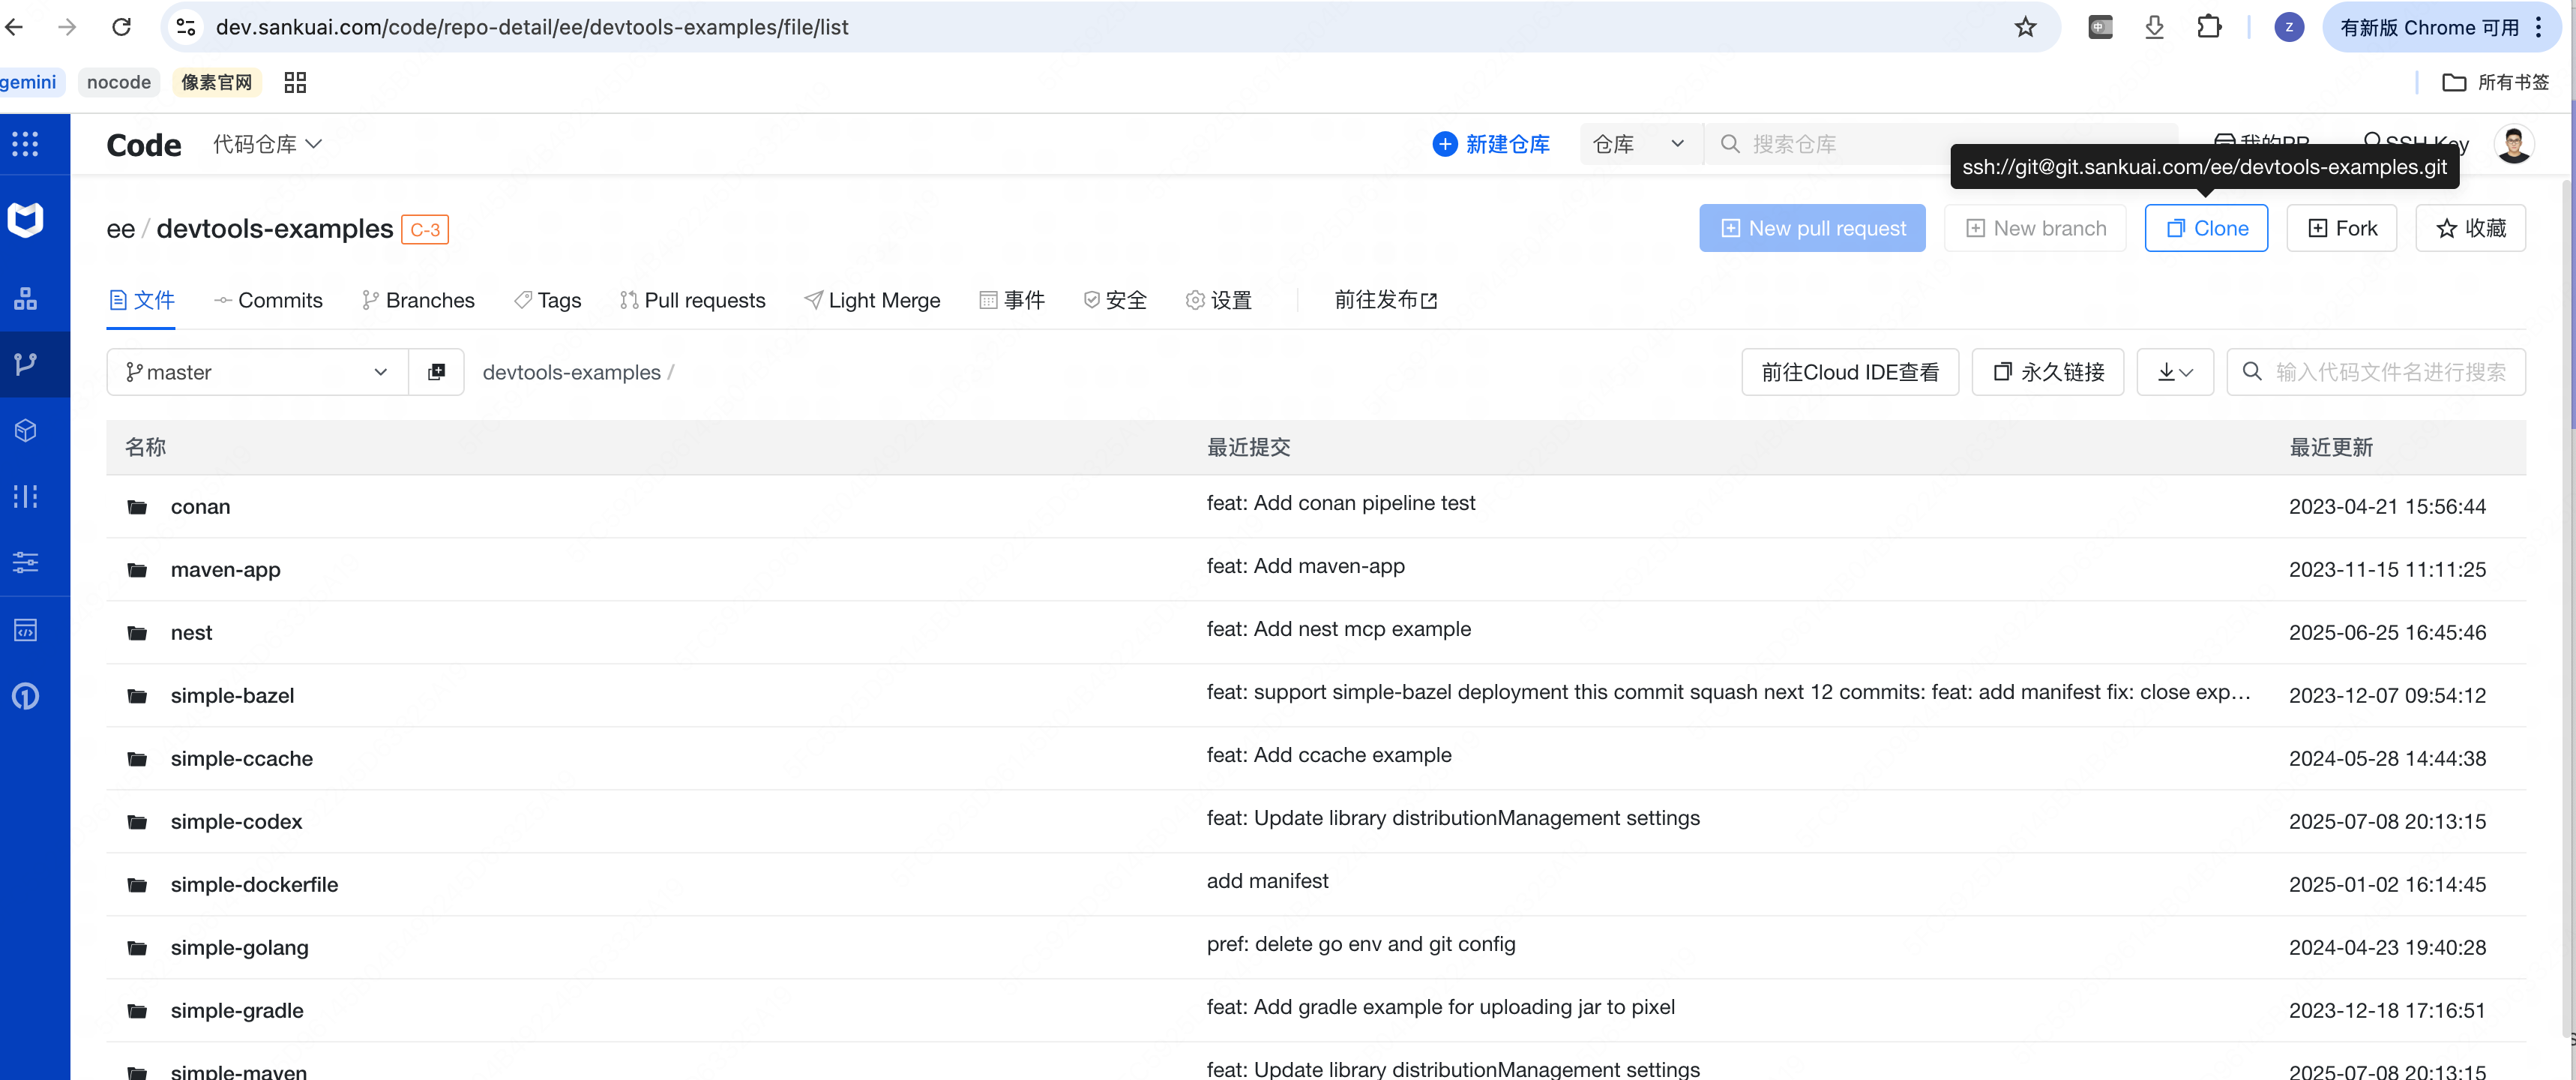 dev.sankuai.com/code/repo-detail/ee/devtools-examples/file/list
Z
有新版 Chrome 可用
gemini
nocode
像素官网
所有书签
Code
代码仓库
新建仓库
仓库
搜索仓库
ssh://git@git.sankuai.com/ee/devtools-examples.git
ee / devtools-examples
C-3
New pull request
New branch
Clone
Fork
收藏
文件
Commits
Branches
Tags
Pull requests
Light Merge
事件
安全
设置
前往发布
master
devtools-examples /
前往Cloud IDE查看
永久链接
输入代码文件名进行搜索
名称 最近提交 最近更新
conan feat: Add conan pipeline test 2023-04-21 15:56:44
maven-app feat: Add maven-app 2023-11-15 11:11:25
nest feat: Add nest mcp example 2025-06-25 16:45:46
simple-bazel feat: support simple-bazel deployment this commit squash next 12 commits: feat: add manifest fix: close exp… 2023-12-07 09:54:12
simple-ccache feat: Add ccache example 2024-05-28 14:44:38
simple-codex feat: Update library distributionManagement settings 2025-07-08 20:13:15
simple-dockerfile add manifest 2025-01-02 16:14:45
simple-golang pref: delete go env and git config 2024-04-23 19:40:28
simple-gradle feat: Add gradle example for uploading jar to pixel 2023-12-18 17:16:51
simple-maven feat: Update library distributionManagement settings 2025-07-08 20:13:15